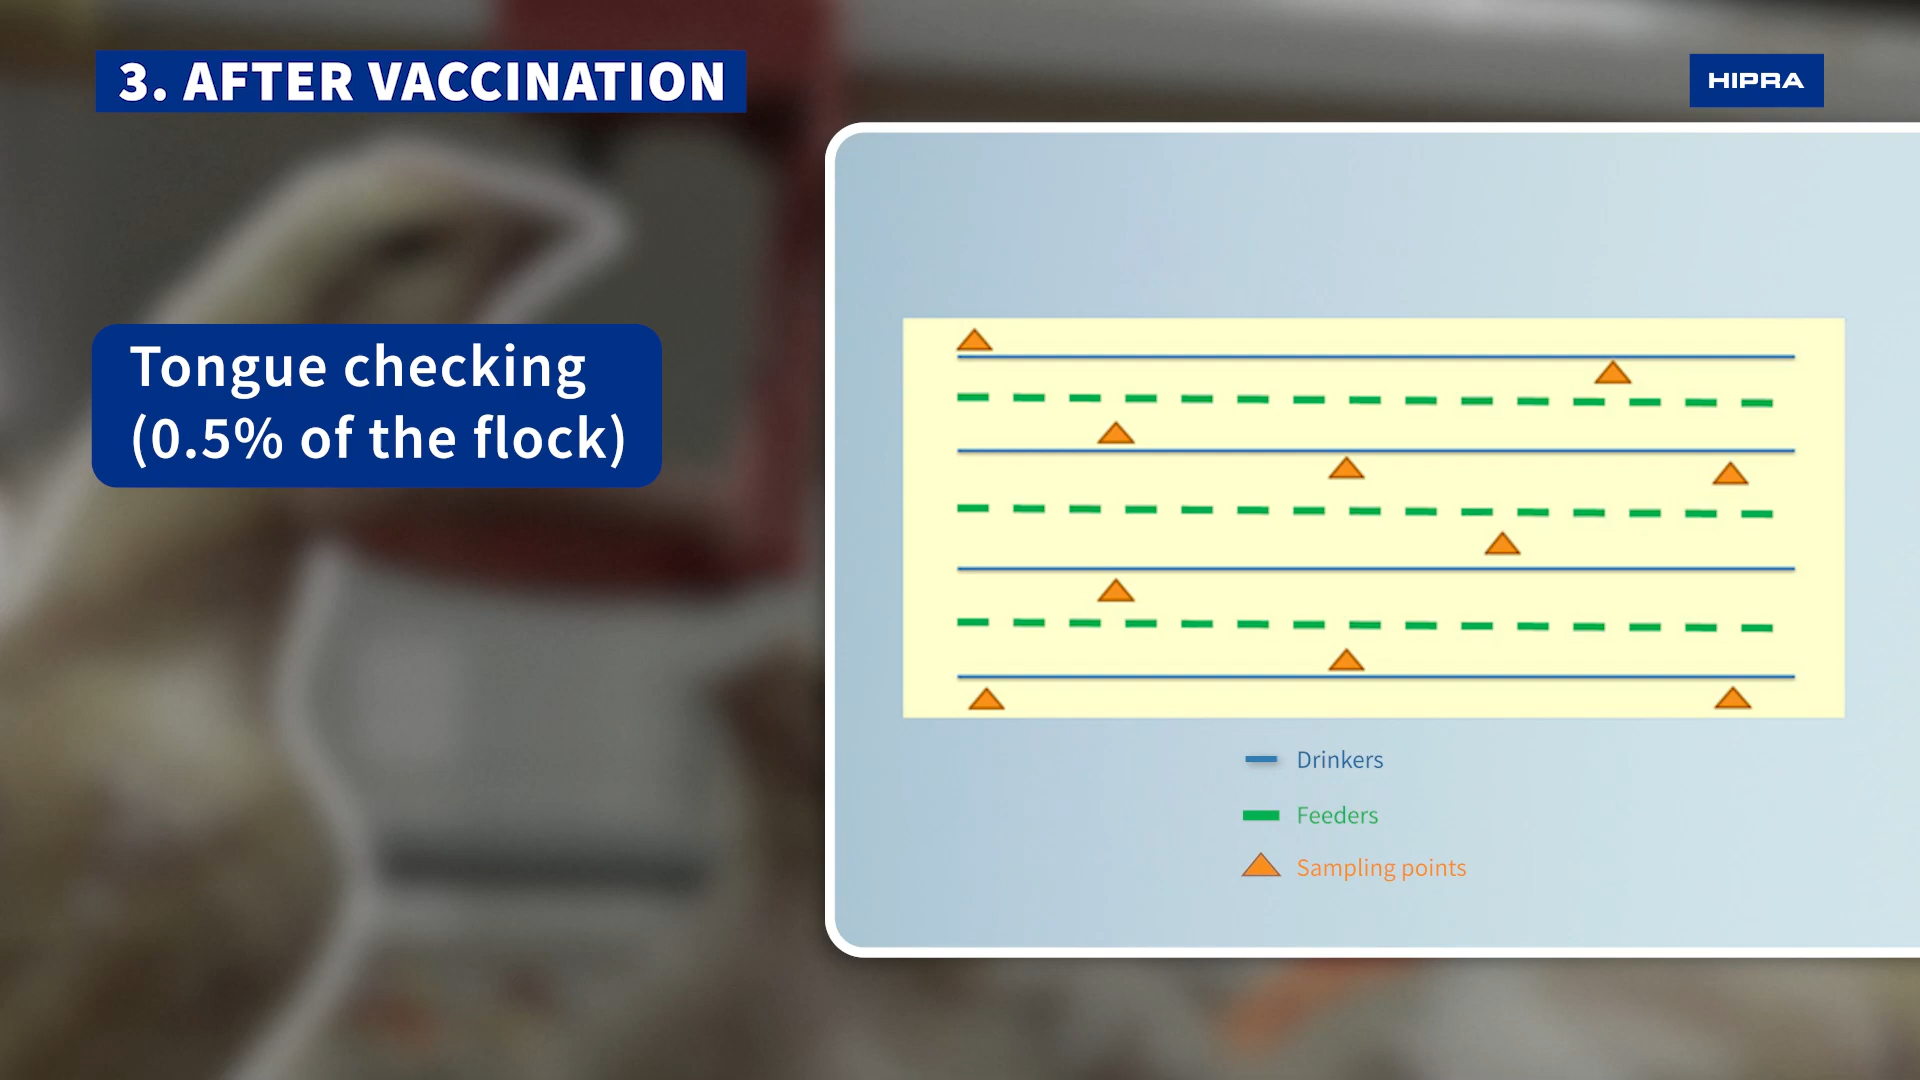 3. AFTER VACCINATION
HIPRA
Tongue checking
(0.5% of the flock)
Drinkers
Feeders
Sampling points